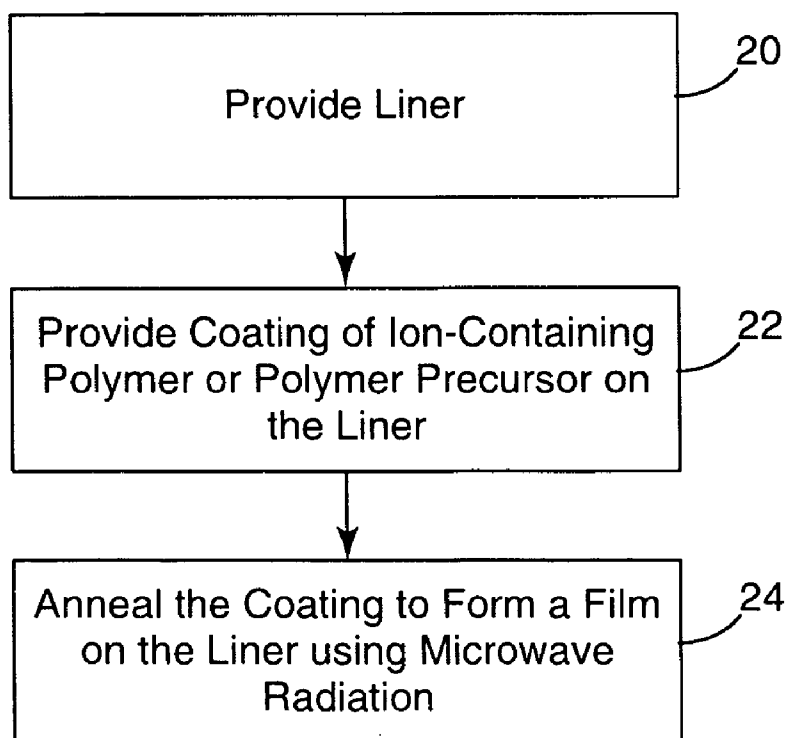 Provide Liner
20
Provide Coating of Ion-Containing
Polymer or Polymer Precursor on
the Liner
22
Anneal the Coating to Form a Film
on the Liner using Microwave
Radiation
24